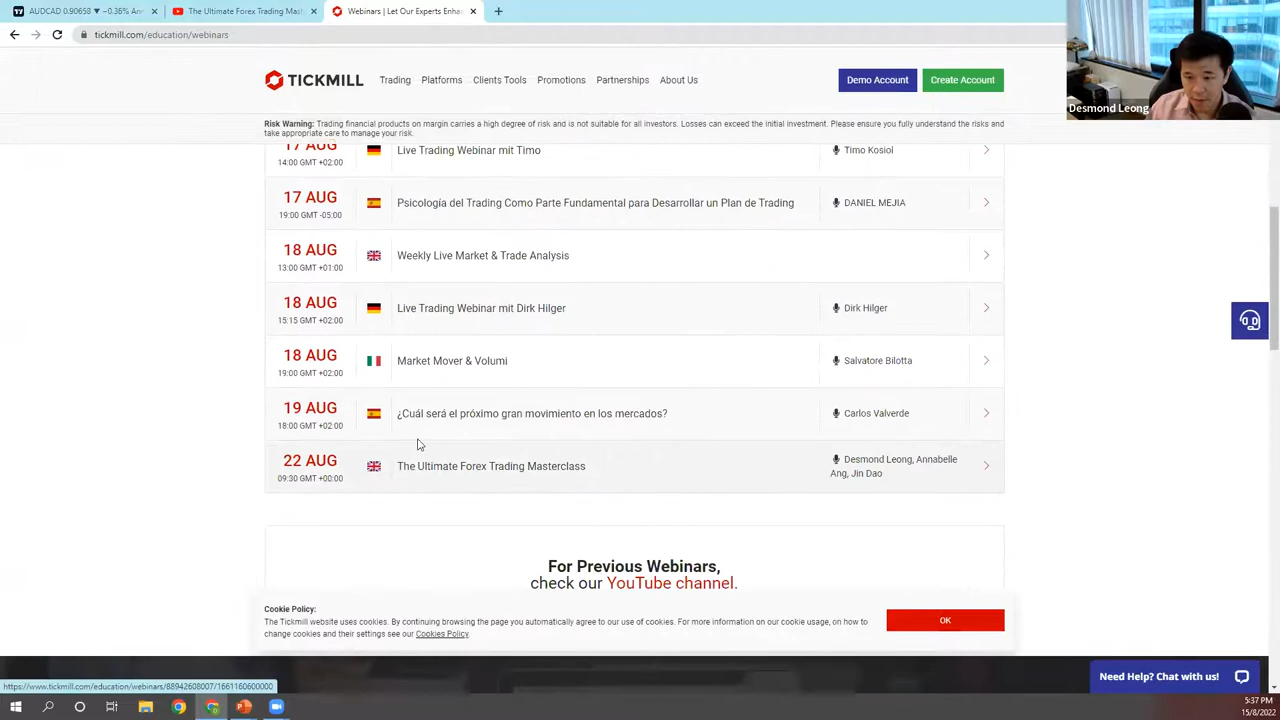 AUDCAD 0.90658 ▼ −0.36%
The Ultimate Forex Trading Mast
Webinars | Let Our Experts Enha
tickmill.com/education/webinars
TICKMILL
Trading
Platforms
Clients Tools
Promotions
Partnerships
About Us
Demo Account
Create Account
Desmond Leong
Risk Warning: Trading financial products on margin carries a high degree of risk and is not suitable for all investors. Losses can exceed the initial investment. Please ensure you fully understand the risks and
take appropriate care to manage your risk.
17 AUG
14:00 GMT +02:00
Live Trading Webinar mit Timo
Timo Kosiol
17 AUG
19:00 GMT -05:00
Psicología del Trading Como Parte Fundamental para Desarrollar un Plan de Trading
DANIEL MEJIA
18 AUG
13:00 GMT +01:00
Weekly Live Market & Trade Analysis
18 AUG
15:15 GMT +02:00
Live Trading Webinar mit Dirk Hilger
Dirk Hilger
18 AUG
19:00 GMT +02:00
Market Mover & Volumi
Salvatore Bilotta
19 AUG
18:00 GMT +02:00
¿Cuál será el próximo gran movimiento en los mercados?
Carlos Valverde
22 AUG
09:30 GMT +00:00
The Ultimate Forex Trading Masterclass
Desmond Leong, Annabelle
Ang, Jin Dao
For Previous Webinars,
check our YouTube channel.
Cookie Policy:
The Tickmill website uses cookies. By continuing browsing the page you automatically agree to our use of cookies. For more information on our cookie usage, on how to
change cookies and their settings see our Cookies Policy.
OK
https://www.tickmill.com/education/webinars/88942608007/1661160600000
Need Help? Chat with us!
5:37 PM
15/8/2022